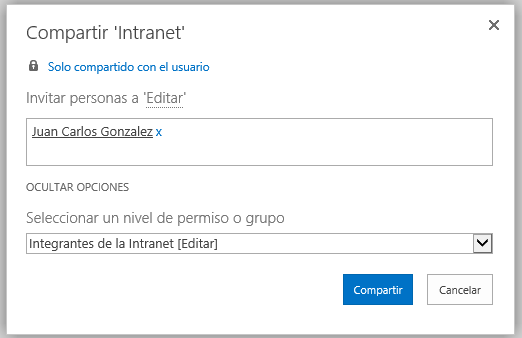 Compartir 'Intranet'
Solo compartido con el usuario
Invitar personas a 'Editar'
Juan Carlos Gonzalez x
OCULTAR OPCIONES
Seleccionar un nivel de permiso o grupo
Integrantes de la Intranet [Editar]
Compartir Cancelar